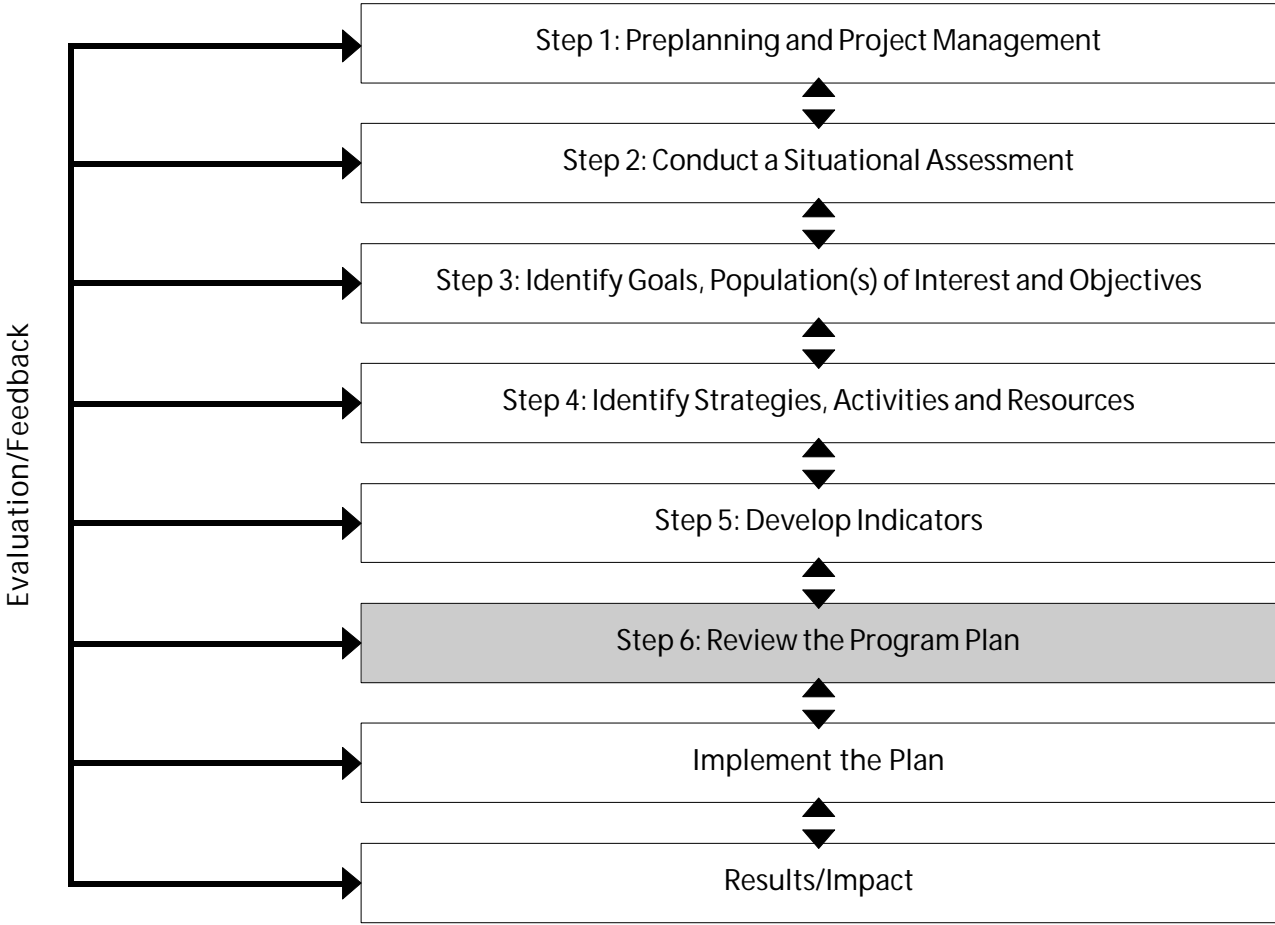 Step 1: Preplanning and Project Management
Step 2: Conduct a Situational Assessment
Step 3: Identify Goals, Population(s) of Interest and Objectives
Step 4: Identify Strategies, Activities and Resources
Step 5: Develop Indicators
Step 6: Review the Program Plan
Implement the Plan
Results/Impact
Evaluation/Feedback